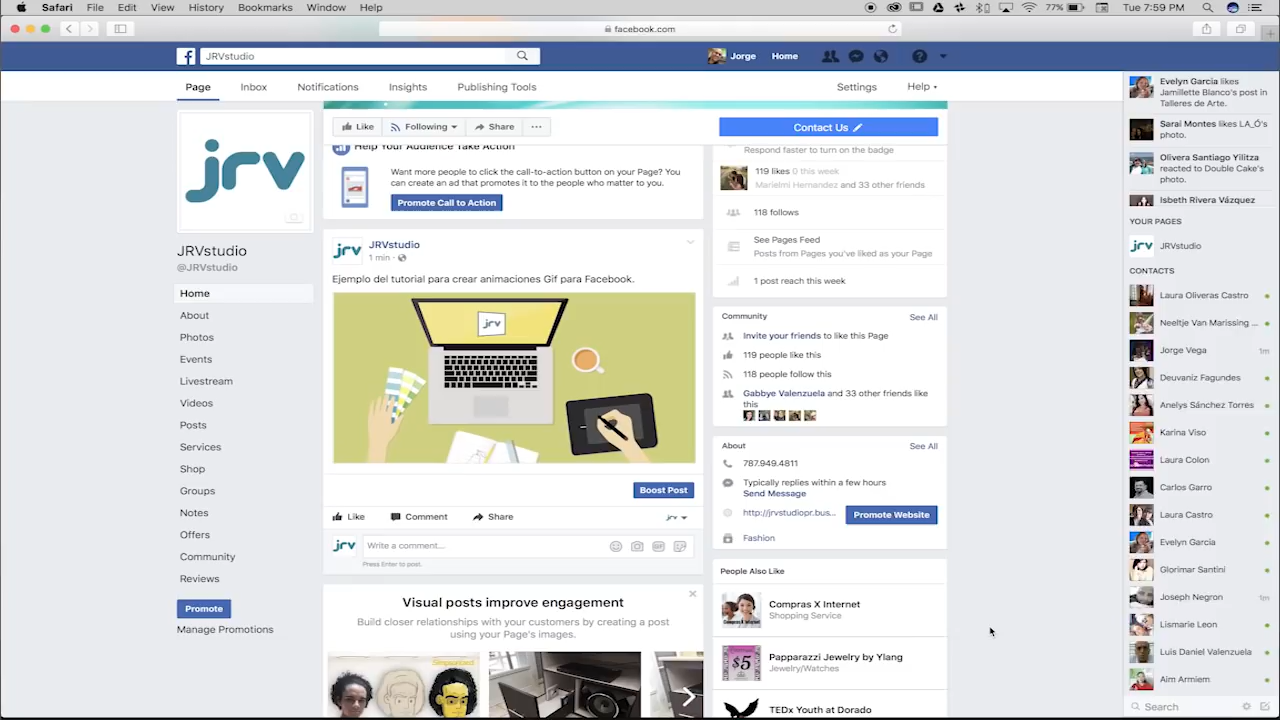 Safari File Edit View History Bookmarks Window Help
77% Tue 7:59 PM
facebook.com
JRVstudio
Jorge Home
Page Inbox Notifications Insights Publishing Tools Settings Help
jrv
JRVstudio
@JRVstudio
Home
About
Photos
Events
Livestream
Videos
Posts
Services
Shop
Groups
Notes
Offers
Community
Reviews
Promote
Manage Promotions
Like Following Share
Contact Us
Help Your Audience Take Action
Want more people to click the call-to-action button on your Page? You
can create an ad that promotes it to the people who matter to you.
Promote Call to Action
jrv
JRVstudio
1 min ·
Ejemplo del tutorial para crear animaciones Gif para Facebook.
jrv
Boost Post
Like Comment Share jrv
jrv Write a comment...
GIF
Press Enter to post.
Visual posts improve engagement
Build closer relationships with your customers by creating a post
using your Page's images.
Simpsonized
Respond faster to turn on the badge
119 likes 0 this week
Marielmi Hernandez and 33 other friends
118 follows
See Pages Feed
Posts from Pages you've liked as your Page
1 post reach this week
Community See All
Invite your friends to like this Page
119 people like this
118 people follow this
Gabbye Valenzuela and 33 other friends like
this
About See All
787.949.4811
Typically replies within a few hours
Send Message
http://jrvstudiopr.bus... Promote Website
Fashion
People Also Like
Compras X Internet
Shopping Service
$5
Papparazzi Jewelry by Ylang
Jewelry/Watches
TEDx Youth at Dorado
Evelyn Garcia likes
Jamillette Blanco's post in
Talleres de Arte.
Sarai Montes likes LA_Ó's
photo.
Olivera Santiago Yilitza
reacted to Double Cake's
photo.
Isbeth Rivera Vázquez
YOUR PAGES
jrv JRVstudio
CONTACTS
Laura Oliveras Castro
Neeltje Van Marissing ...
Jorge Vega 1m
Deuvaniz Fagundes
Anelys Sánchez Torres
Karina Viso
Laura Colon
Carlos Garro
Laura Castro
Evelyn Garcia
Glorimar Santini
Joseph Negron 1m
Lismarie Leon
Luis Daniel Valenzuela
Aim Armiem
Search